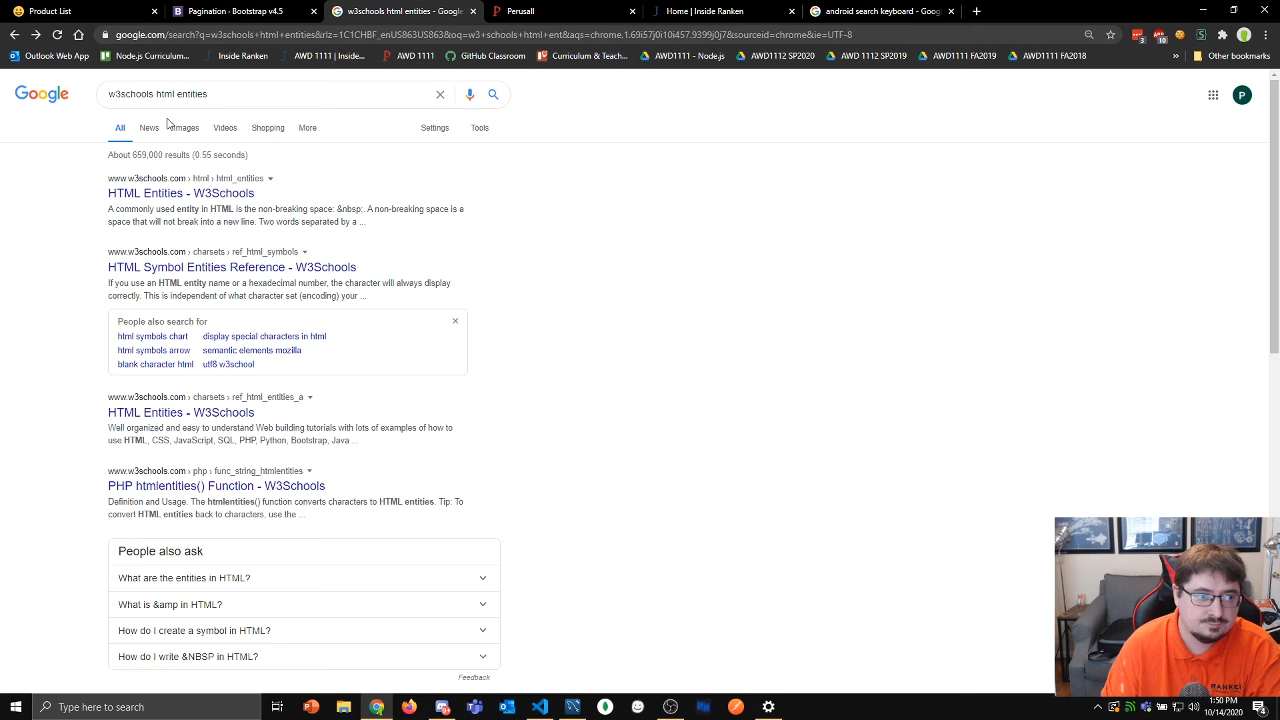 Product List
Pagination · Bootstrap v4.5
w3schools html entities - Google
Perusall
Home | Inside Ranken
android search keyboard - Googl
google.com/search?q=w3schools+html+entities&rlz=1C1CHBF_enUS863US863&oq=w3+schools+html+ent&aqs=chrome.1.69i57j0i10i457.9399j0j7&sourceid=chrome&ie=UTF-8
Outlook Web App
Node.js Curriculum...
Inside Ranken
AWD 1111 | Inside...
AWD 1111
GitHub Classroom
Curriculum & Teach...
AWD1111 - Node.js
AWD 1112 SP2020
AWD 1111 FA2019
AWD 1112 SP2019
AWD 1111 FA2018
Other bookmarks
Google
w3schools html entities
P
All
News
Images
Videos
Shopping
More
Settings
Tools
About 659,000 results (0.55 seconds)
www.w3schools.com › html › html_entities
HTML Entities - W3Schools
A commonly used entity in HTML is the non-breaking space: &nbsp;. A non-breaking space is a
space that will not break into a new line. Two words separated by a ...
www.w3schools.com › charsets › ref_html_symbols
HTML Symbol Entities Reference - W3Schools
If you use an HTML entity name or a hexadecimal number, the character will always display
correctly. This is independent of what character set (encoding) your ...
People also search for
html symbols chart
display special characters in html
html symbols arrow
semantic elements mozilla
blank character html
utf8 w3school
www.w3schools.com › charsets › ref_html_entities_a
HTML Entities - W3Schools
Well organized and easy to understand Web building tutorials with lots of examples of how to
use HTML, CSS, JavaScript, SQL, PHP, Python, Bootstrap, Java ...
www.w3schools.com › php › func_string_htmlentities
PHP htmlentities() Function - W3Schools
Definition and Usage. The htmlentities() function converts characters to HTML entities. Tip: To
convert HTML entities back to characters, use the ...
People also ask
What are the entities in HTML?
What is &amp in HTML?
How do I create a symbol in HTML?
How do I write &NBSP in HTML?
Feedback
Type here to search
1:50 PM
10/14/2020